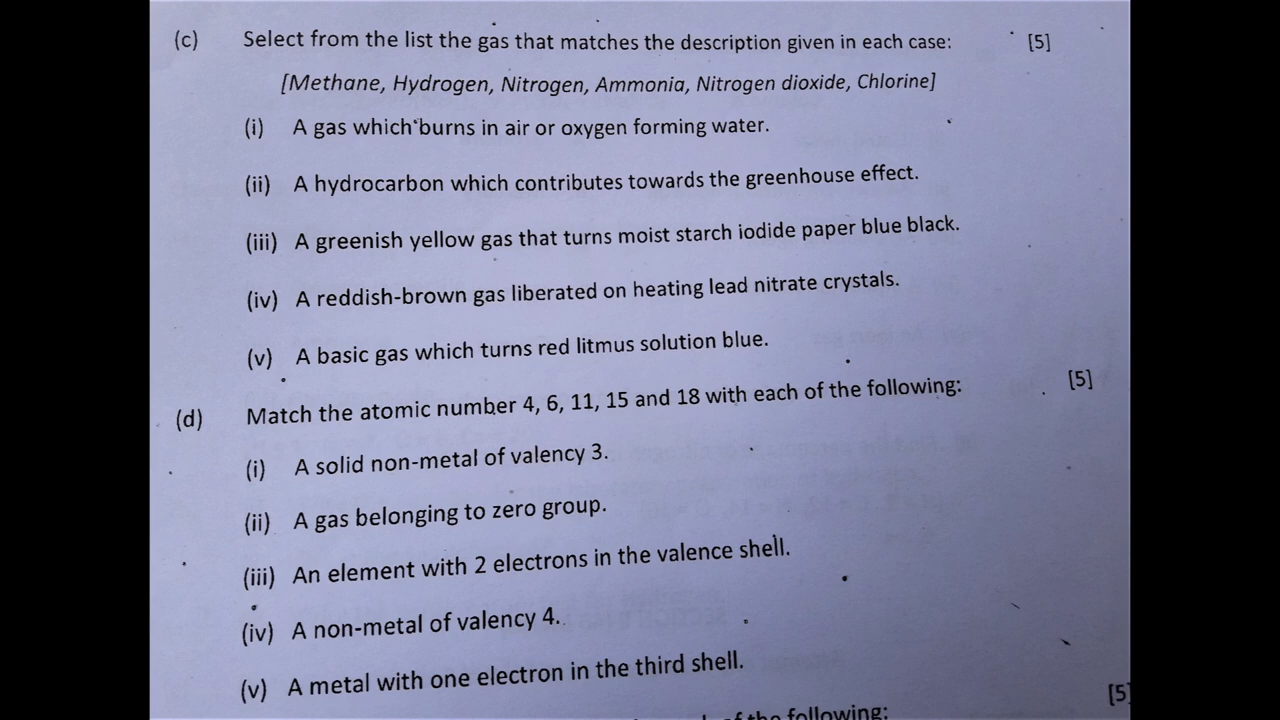 (c) Select from the list the gas that matches the description given in each case: [5]
[Methane, Hydrogen, Nitrogen, Ammonia, Nitrogen dioxide, Chlorine]
(i) A gas which burns in air or oxygen forming water.
(ii) A hydrocarbon which contributes towards the greenhouse effect.
(iii) A greenish yellow gas that turns moist starch iodide paper blue black.
(iv) A reddish-brown gas liberated on heating lead nitrate crystals.
(v) A basic gas which turns red litmus solution blue.
(d) Match the atomic number 4, 6, 11, 15 and 18 with each of the following: [5]
(i) A solid non-metal of valency 3.
(ii) A gas belonging to zero group.
(iii) An element with 2 electrons in the valence shell.
(iv) A non-metal of valency 4.
(v) A metal with one electron in the third shell.
of the following: [5]